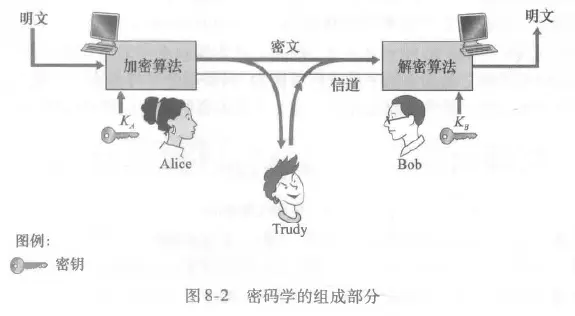 明文
明文
密文
加密算法
解密算法
信道
K_A
K_B
Alice
Bob
Trudy
图例:
密钥
图8-2 密码学的组成部分